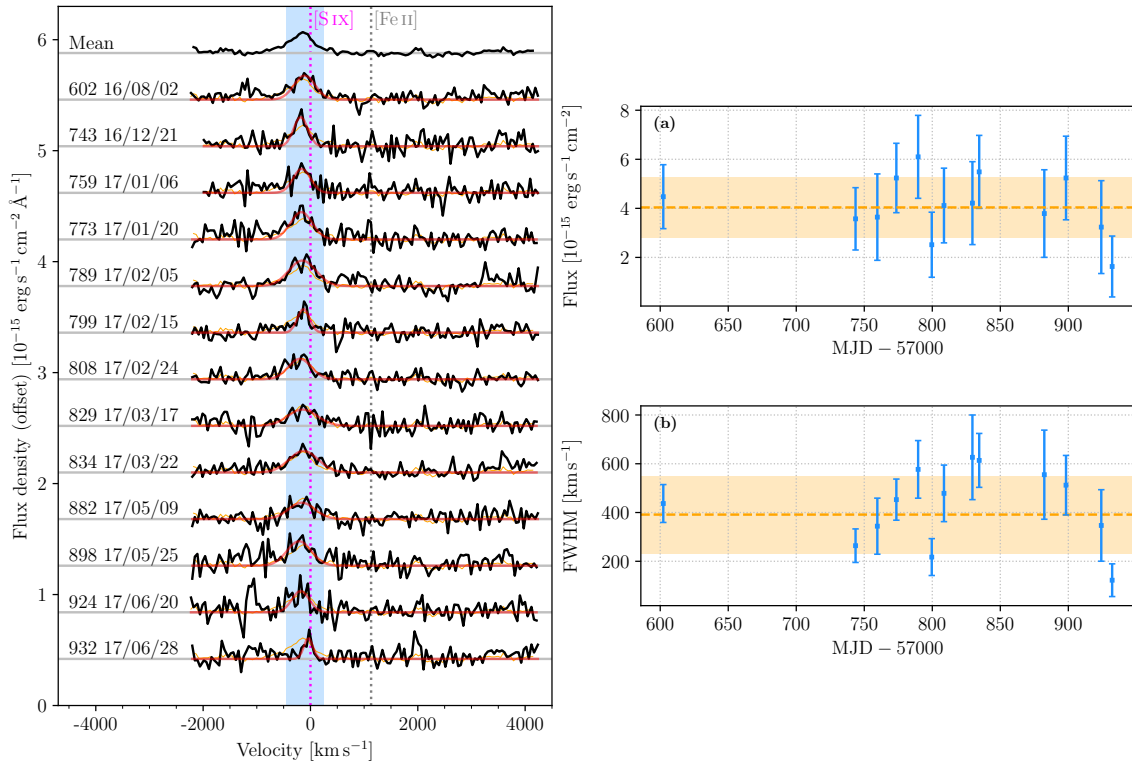 [S IX]
[Fe II]
Mean
602 16/08/02
743 16/12/21
759 17/01/06
773 17/01/20
789 17/02/05
799 17/02/15
808 17/02/24
829 17/03/17
834 17/03/22
882 17/05/09
898 17/05/25
924 17/06/20
932 17/06/28
6
5
4
3
2
1
0
Flux density (offset) [10⁻¹⁵ erg s⁻¹ cm⁻² Å⁻¹]
-4000 -2000 0 2000 4000
Velocity [km s⁻¹]
(a)
8
6
4
2
Flux [10⁻¹⁵ erg s⁻¹ cm⁻²]
600 650 700 750 800 850 900
MJD − 57000
(b)
800
600
400
200
FWHM [kms⁻¹]
600 650 700 750 800 850 900
MJD − 57000